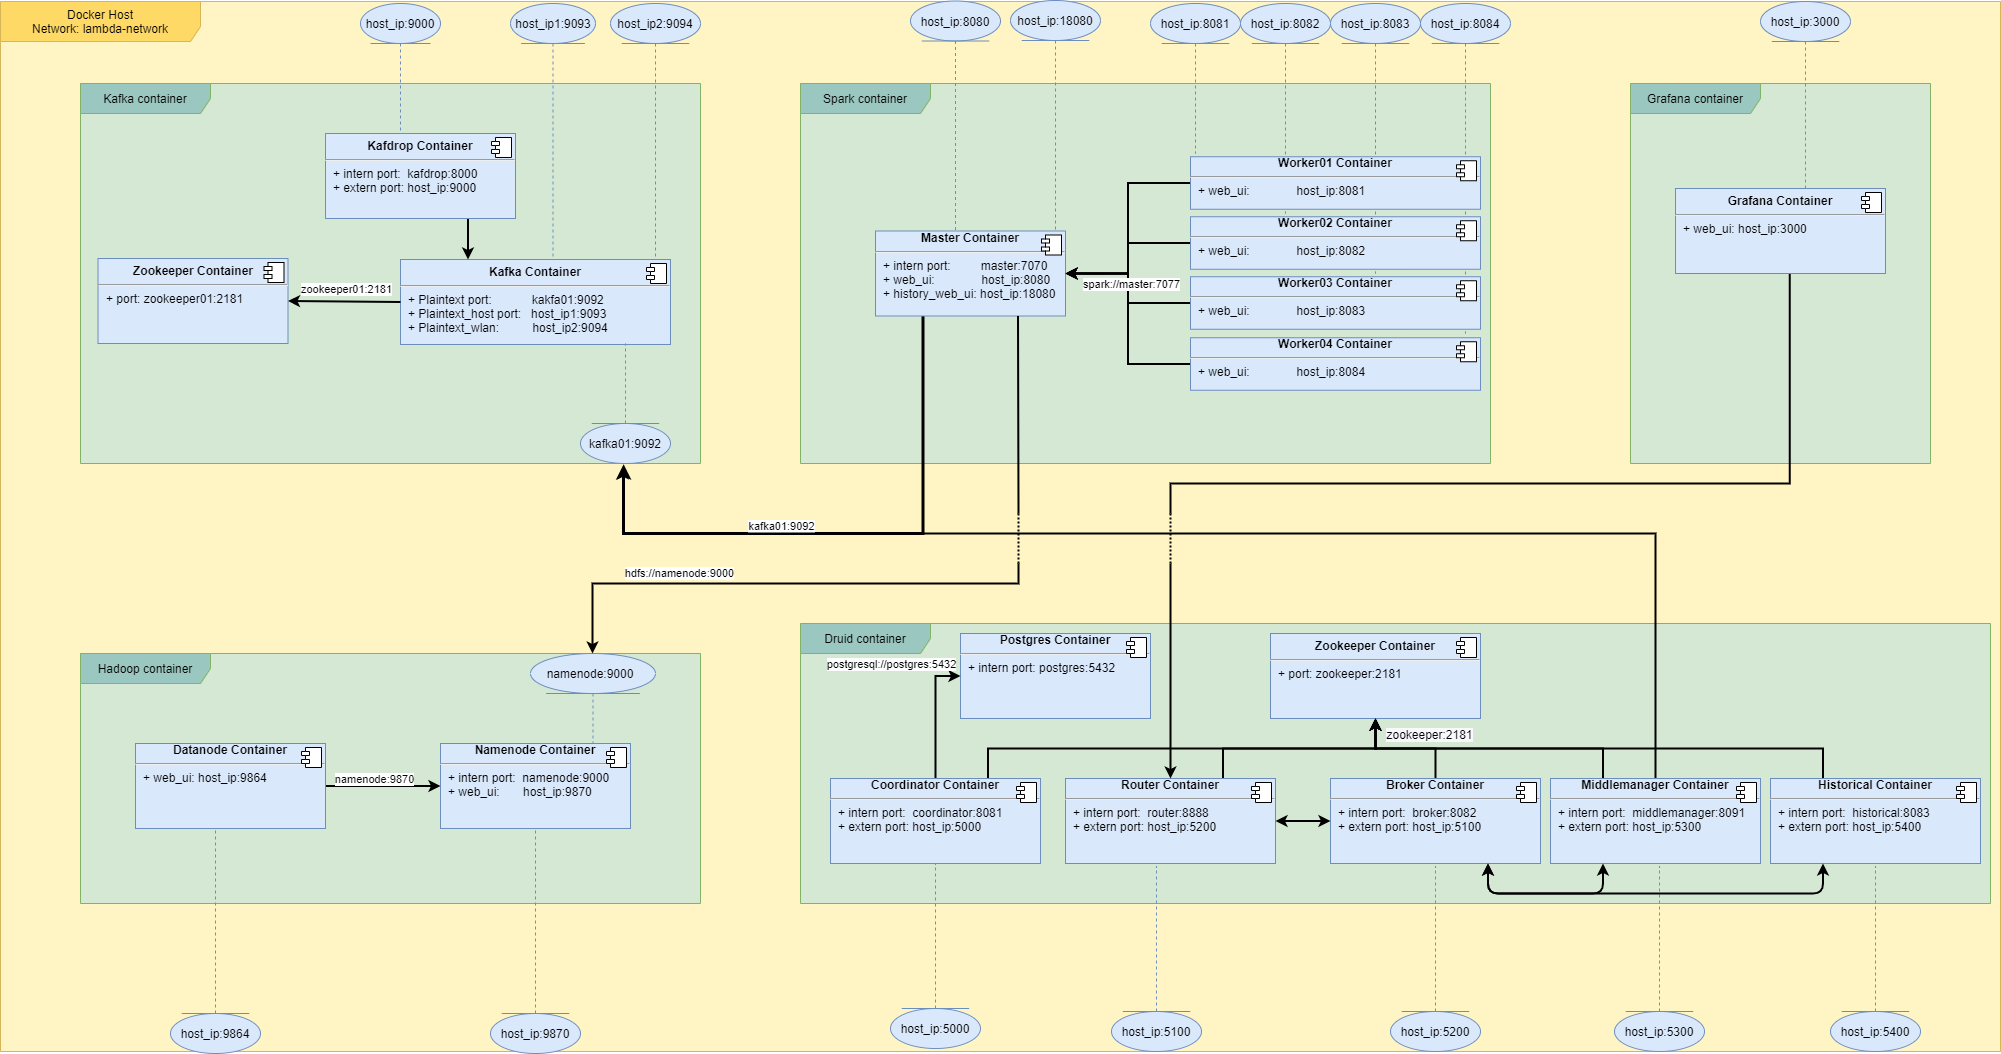 Docker Host
Network: lambda-network
host_ip:9000
host_ip1:9093
host_ip2:9094
host_ip:8080
host_ip:18080
host_ip:8081
host_ip:8082
host_ip:8083
host_ip:8084
host_ip:3000
Kafka container
Kafdrop Container
+ intern port: kafdrop:8000
+ extern port: host_ip:9000
Zookeeper Container
+ port: zookeeper01:2181
zookeeper01:2181
Kafka Container
+ Plaintext port: kakfa01:9092
+ Plaintext_host port: host_ip1:9093
+ Plaintext_wlan: host_ip2:9094
kafka01:9092
Spark container
Master Container
+ intern port: master:7070
+ web_ui: host_ip:8080
+ history_web_ui: host_ip:18080
spark://master:7077
Worker01 Container
+ web_ui: host_ip:8081
Worker02 Container
+ web_ui: host_ip:8082
Worker03 Container
+ web_ui: host_ip:8083
Worker04 Container
+ web_ui: host_ip:8084
Grafana container
Grafana Container
+ web_ui: host_ip:3000
kafka01:9092
hdfs://namenode:9000
Hadoop container
namenode:9000
Datanode Container
+ web_ui: host_ip:9864
namenode:9870
Namenode Container
+ intern port: namenode:9000
+ web_ui: host_ip:9870
Druid container
postgresql://postgres:5432
Postgres Container
+ intern port: postgres:5432
Zookeeper Container
+ port: zookeeper:2181
zookeeper:2181
Coordinator Container
+ intern port: coordinator:8081
+ extern port: host_ip:5000
Router Container
+ intern port: router:8888
+ extern port: host_ip:5200
Broker Container
+ intern port: broker:8082
+ extern port: host_ip:5100
Middlemanager Container
+ intern port: middlemanager:8091
+ extern port: host_ip:5300
Historical Container
+ intern port: historical:8083
+ extern port: host_ip:5400
host_ip:9864
host_ip:9870
host_ip:5000
host_ip:5100
host_ip:5200
host_ip:5300
host_ip:5400